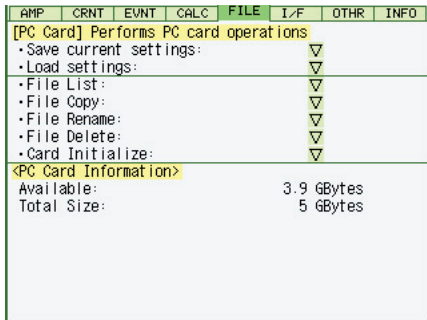 AMP CRNT EVNT CALC FILE I/F OTHR INFO
[PC Card] Performs PC card operations
・Save current settings: ▽
・Load settings: ▽
・File List: ▽
・File Copy: ▽
・File Rename: ▽
・File Delete: ▽
・Card Initialize: ▽
<PC Card Information>
Available: 3.9 GBytes
Total Size: 5 GBytes